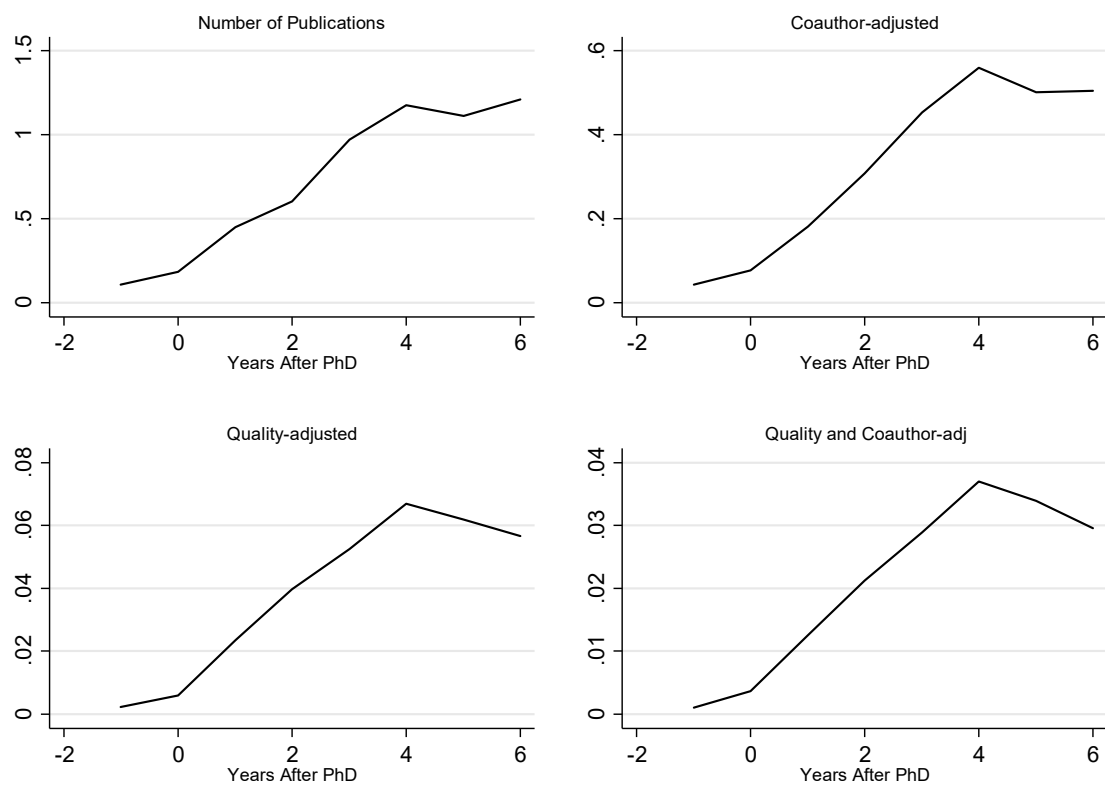 Number of Publications
1.5
1
.5
0
-2 0 2 4 6
Years After PhD
Coauthor-adjusted
.6
.4
.2
0
-2 0 2 4 6
Years After PhD
Quality-adjusted
.08
.06
.04
.02
0
-2 0 2 4 6
Years After PhD
Quality and Coauthor-adj
.04
.03
.02
.01
0
-2 0 2 4 6
Years After PhD